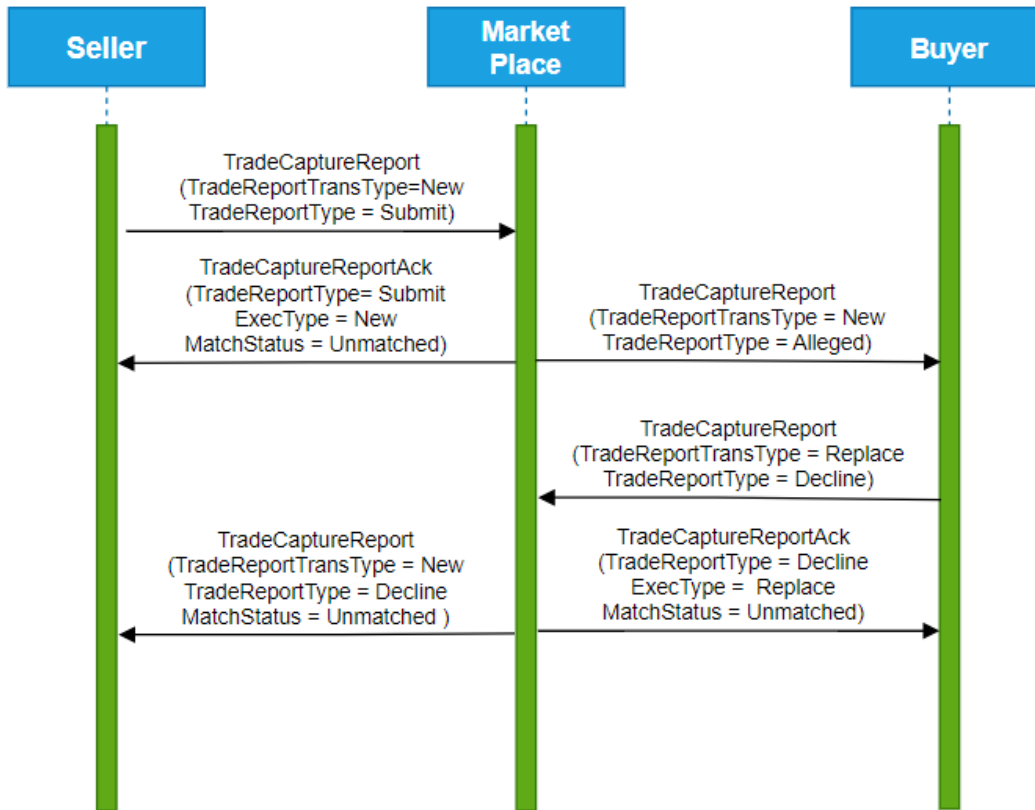 Seller
Market
Place
Buyer
TradeCaptureReport
(TradeReportTransType=New
TradeReportType = Submit)
TradeCaptureReportAck
(TradeReportType= Submit
ExecType = New
MatchStatus = Unmatched)
TradeCaptureReport
(TradeReportTransType = New
TradeReportType = Alleged)
TradeCaptureReport
(TradeReportTransType = Replace
TradeReportType = Decline)
TradeCaptureReport
(TradeReportTransType = New
TradeReportType = Decline
MatchStatus = Unmatched )
TradeCaptureReportAck
(TradeReportType = Decline
ExecType =  Replace
MatchStatus = Unmatched)